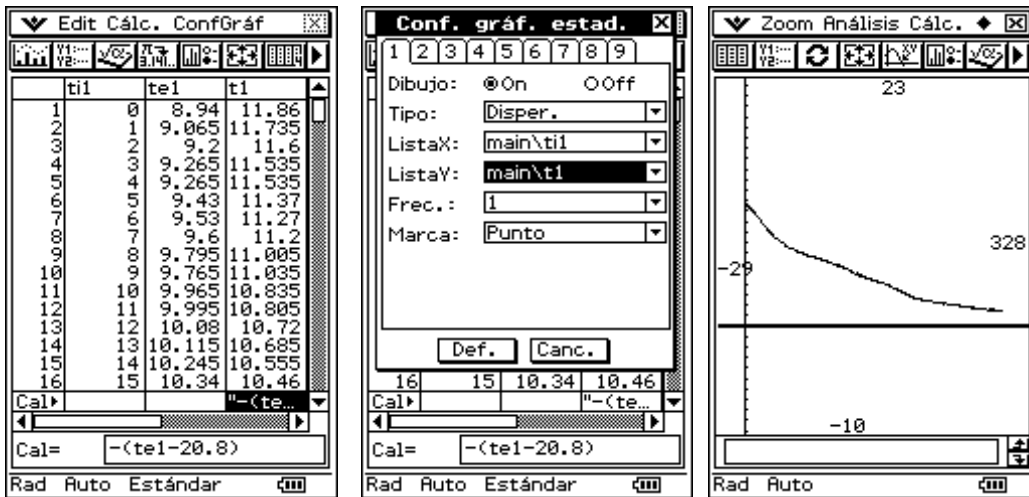 Edit Cálc. ConfGráf
ti1 te1 t1
1 0 8.94 11.86
2 1 9.065 11.735
3 2 9.2 11.6
4 3 9.265 11.535
5 4 9.265 11.535
6 5 9.43 11.37
7 6 9.53 11.27
8 7 9.6 11.2
9 8 9.795 11.005
10 9 9.765 11.035
11 10 9.965 10.835
12 11 9.995 10.805
13 12 10.08 10.72
14 13 10.115 10.685
15 14 10.245 10.555
16 15 10.34 10.46
Cal▸ "-(te…
Cal= -(te1-20.8)
Rad Auto Estándar
Conf. gráf. estad.
1 2 3 4 5 6 7 8 9
Dibujo: On Off
Tipo: Disper.
ListaX: main\ti1
ListaY: main\t1
Frec.: 1
Marca: Punto
Def. Canc.
16 15 10.34 10.46
Cal▸ "-(te…
Cal= -(te1-20.8)
Rad Auto Estándar
Zoom Análisis Cálc.
23
328
-29
-10
Rad Auto